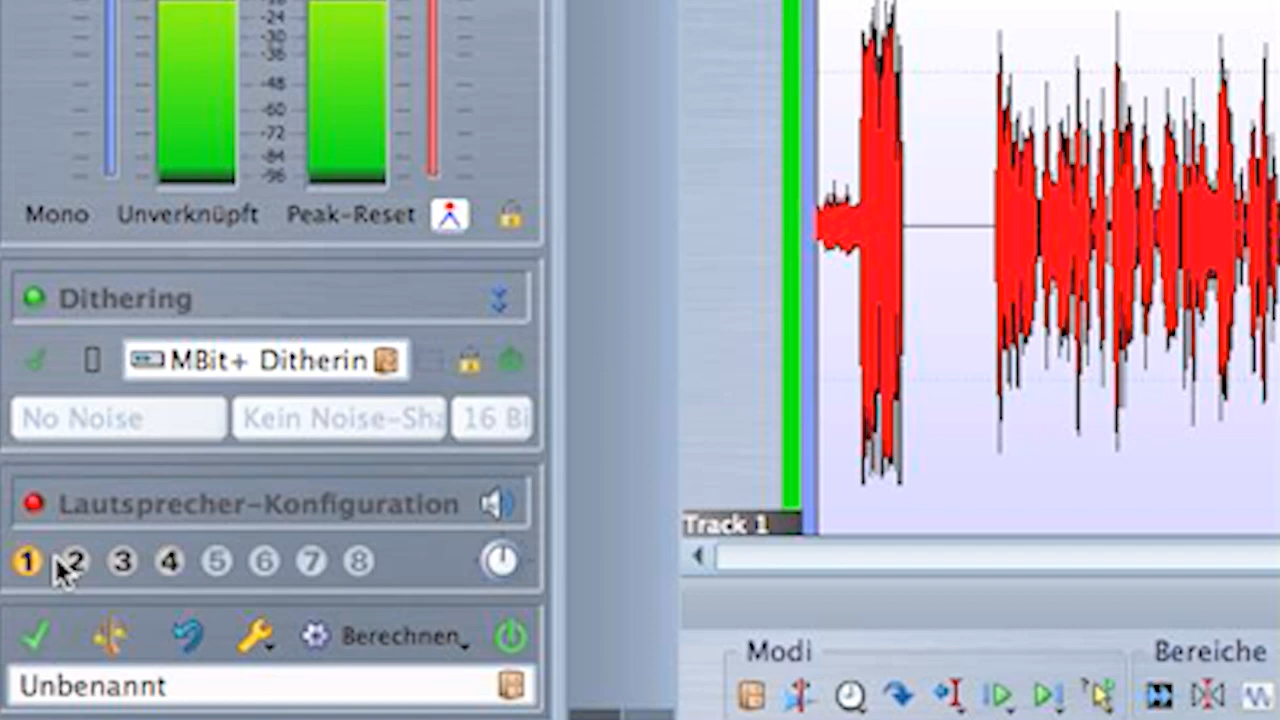 -24
-30
-36
-48
-60
-72
-84
-96
Mono Unverknüpft Peak-Reset
Dithering
MBit+ Ditherin
No Noise Kein Noise-Sha 16 Bi
Lautsprecher-Konfiguration
Track 1
1 2 3 4 5 6 7 8
Berechnen
Modi Bereiche
Unbenannt